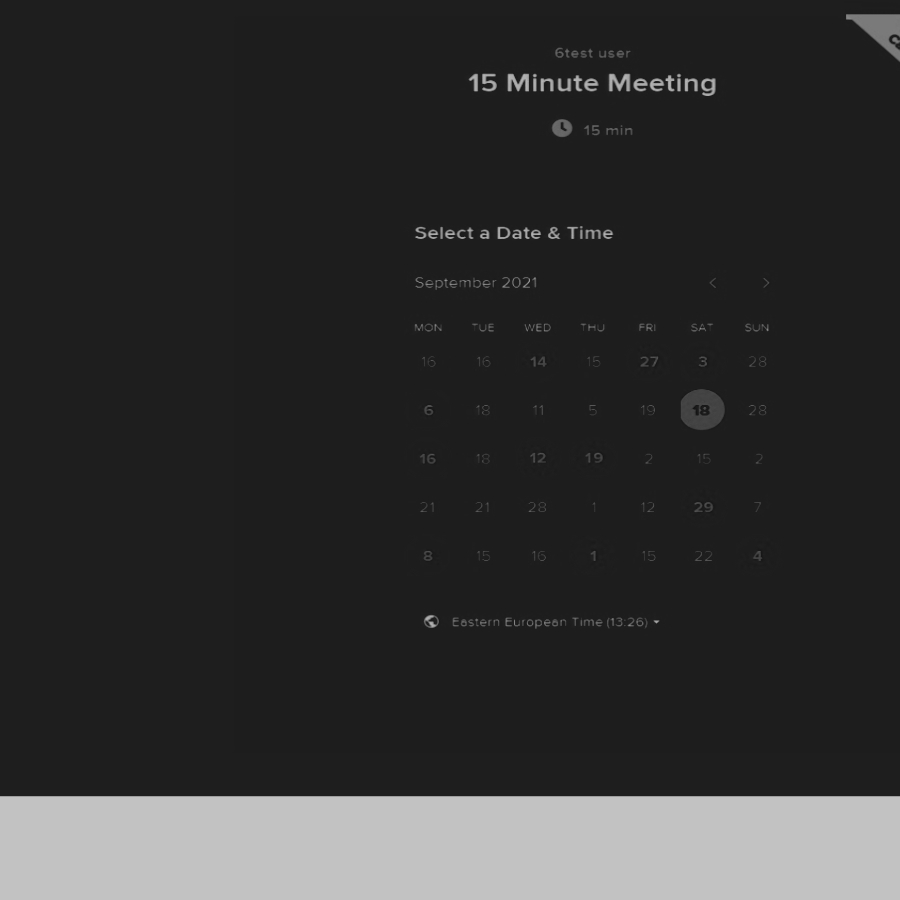 6test user
15 Minute Meeting
15 min
Select a Date & Time
September 2021
MON TUE WED THU FRI SAT SUN
16 16 14 15 27 3 28
6 18 11 5 19 18 28
16 18 12 19 2 15 2
21 21 28 1 12 29 7
8 15 16 1 15 22 4
Eastern European Time (13:26)